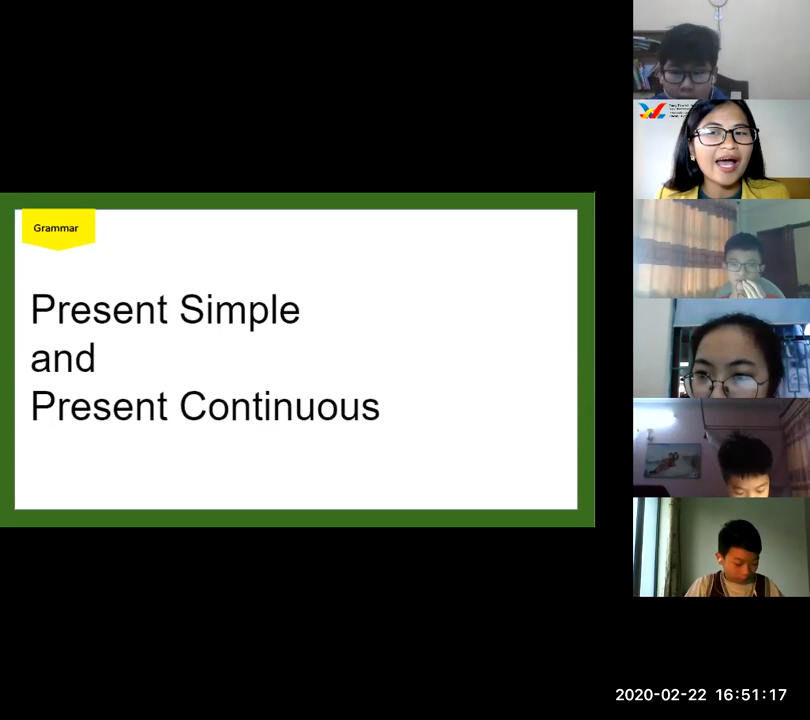 Grammar
Present Simple
and
Present Continuous
2020-02-22 16:51:17